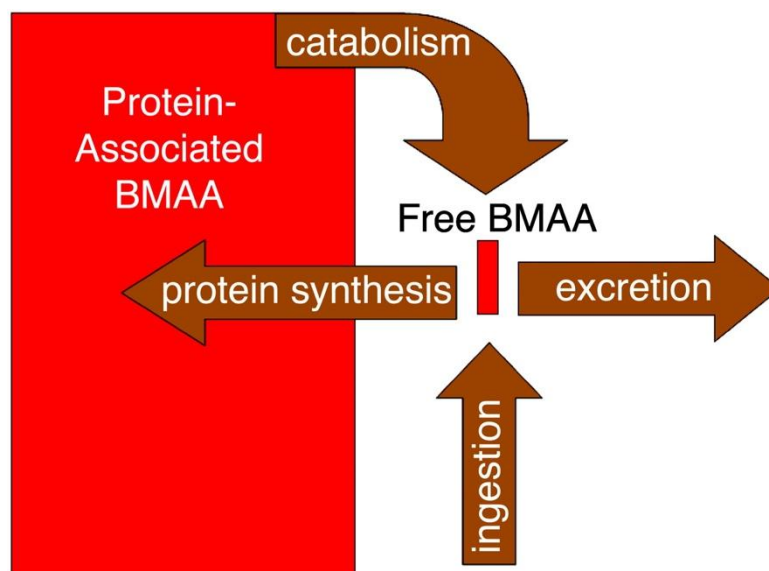 catabolism
Protein-
Associated
BMAA
Free BMAA
protein synthesis
excretion
ingestion